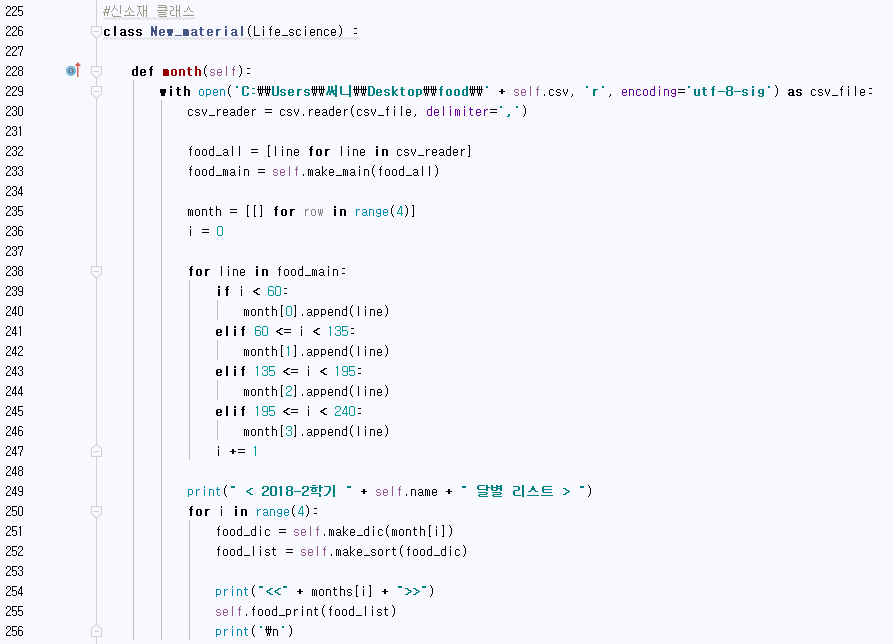 225 #신소재 클래스
226 class New_material(Life_science) :
227
228 def month(self):
229 with open('C:₩₩Users₩₩써니₩₩Desktop₩₩food₩₩' + self.csv, 'r', encoding='utf-8-sig') as csv_file:
230 csv_reader = csv.reader(csv_file, delimiter=',')
231
232 food_all = [line for line in csv_reader]
233 food_main = self.make_main(food_all)
234
235 month = [[] for row in range(4)]
236 i = 0
237
238 for line in food_main:
239 if i < 60:
240 month[0].append(line)
241 elif 60 <= i < 135:
242 month[1].append(line)
243 elif 135 <= i < 195:
244 month[2].append(line)
245 elif 195 <= i < 240:
246 month[3].append(line)
247 i += 1
248
249 print(" < 2018-2학기 " + self.name + " 달별 리스트 > ")
250 for i in range(4):
251 food_dic = self.make_dic(month[i])
252 food_list = self.make_sort(food_dic)
253
254 print("<<" + months[i] + ">>")
255 self.food_print(food_list)
256 print('₩n')